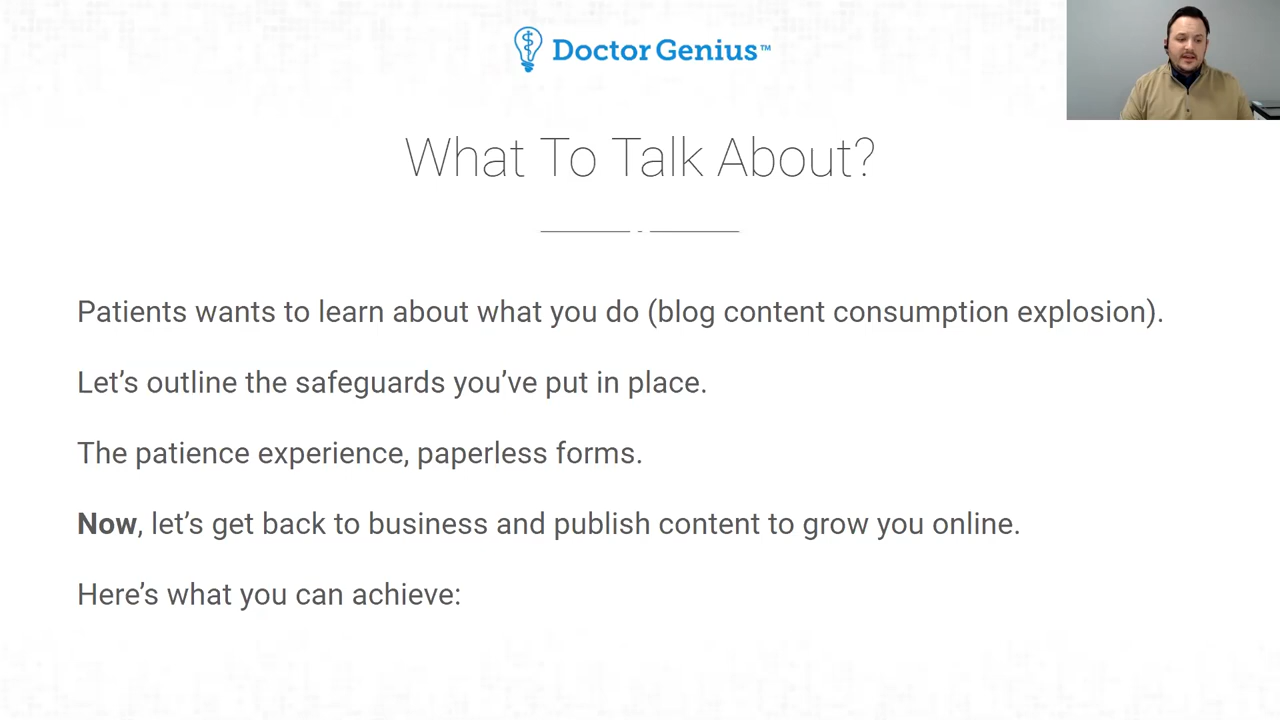 Doctor Genius™
What To Talk About?
Patients wants to learn about what you do (blog content consumption explosion).
Let’s outline the safeguards you’ve put in place.
The patience experience, paperless forms.
Now, let’s get back to business and publish content to grow you online.
Here’s what you can achieve: